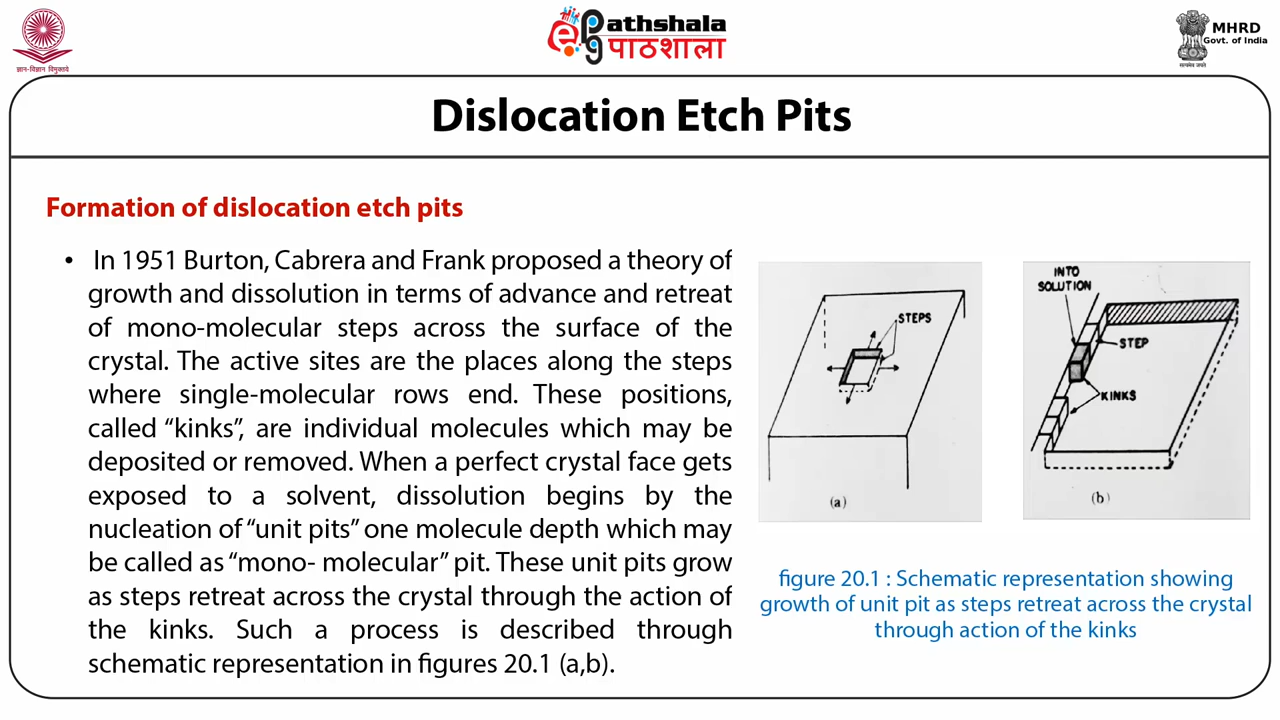 ज्ञान-विज्ञान विमुक्तये
ePG Pathshala
पाठशाला
MHRD
Govt. of India
सत्यमेव जयते
Dislocation Etch Pits
Formation of dislocation etch pits
• In 1951 Burton, Cabrera and Frank proposed a theory of
growth and dissolution in terms of advance and retreat
of mono-molecular steps across the surface of the
crystal. The active sites are the places along the steps
where single-molecular rows end. These positions,
called “kinks”, are individual molecules which may be
deposited or removed. When a perfect crystal face gets
exposed to a solvent, dissolution begins by the
nucleation of “unit pits” one molecule depth which may
be called as “mono- molecular” pit. These unit pits grow
as steps retreat across the crystal through the action of
the kinks. Such a process is described through
schematic representation in figures 20.1 (a,b).
STEPS
(a)
INTO
SOLUTION
STEP
KINKS
(b)
figure 20.1 : Schematic representation showing
growth of unit pit as steps retreat across the crystal
through action of the kinks